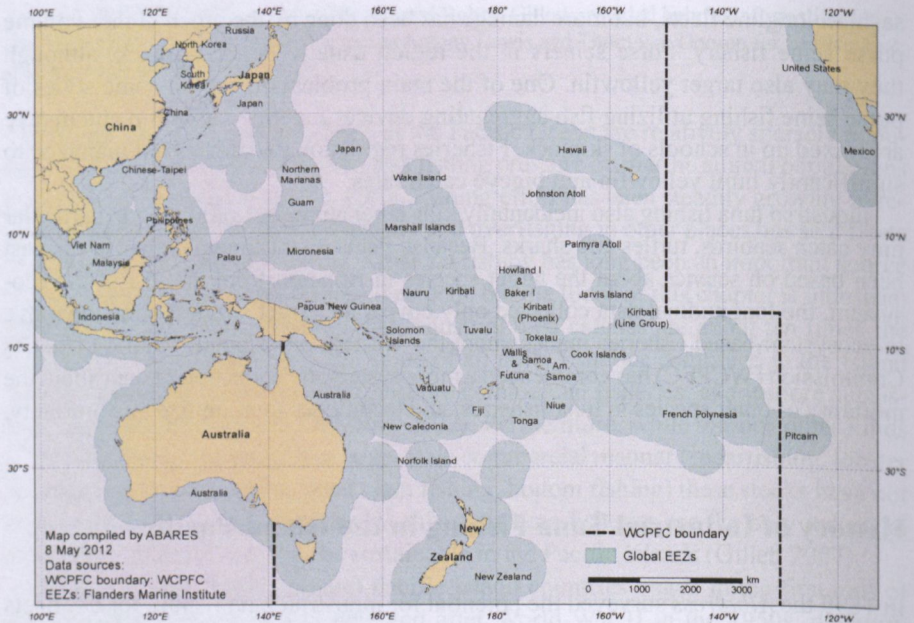 100°E
120°E
140°E
160°E
180°
160°W
140°W
120°W
Russia
North Korea
South
Korea
Japan
Japan
United States
30°N
30°N
China
China
Japan
Hawaii
Mexico
Chinese-Taipei
Northern
Marianas
Wake Island
Johnston Atoll
Guam
Philippines
Marshall Islands
10°N
10°N
Viet Nam
Palau
Micronesia
Palmyra Atoll
Malaysia
Howland I
&
Baker I
Nauru
Kiribati
Jarvis Island
Papua New Guinea
Kiribati
(Phoenix)
Kiribati
(Line Group)
Indonesia
Solomon
Islands
Tuvalu
Tokelau
10°S
10°S
Wallis
&
Futuna
Samoa
Am.
Samoa
Cook Islands
Australia
Vanuatu
Fiji
Niue
Tonga
French Polynesia
New Caledonia
Australia
Pitcairn
Norfolk Island
30°S
30°S
Australia
New
Zealand
New Zealand
Map compiled by ABARES
8 May 2012
Data sources:
WCPFC boundary: WCPFC
EEZs: Flanders Marine Institute
WCPFC boundary
Global EEZs
0
1000
2000
3000
km
100°E
120°E
140°E
160°E
180°
160°W
140°W
120°W